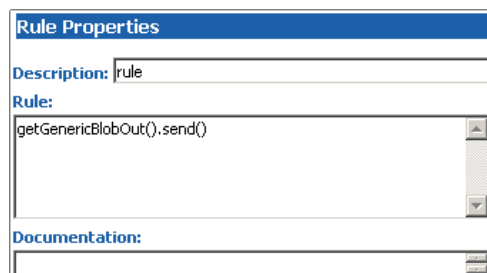 Rule Properties
Description: rule
Rule:
getGenericBlobOut().send()
Documentation: